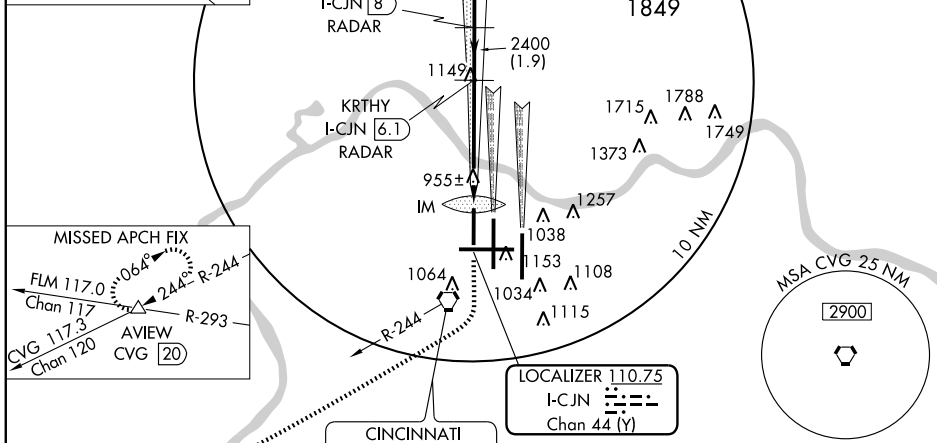 I-CJN 8
RADAR
1849
2400
(1.9)
1149
KRTHY
I-CJN 6.1
RADAR
1715
1788
1749
1373
955±
IM
1257
1038
10 NM
MISSED APCH FIX
064°
244°
R-244
FLM 117.0
Chan 117
R-293
AVIEW
CVG 20
CVG 117.3
Chan 120
1153
1064
1034
1108
1115
R-244
MSA CVG 25 NM
2900
LOCALIZER 110.75
I-CJN
Chan 44 (Y)
CINCINNATI